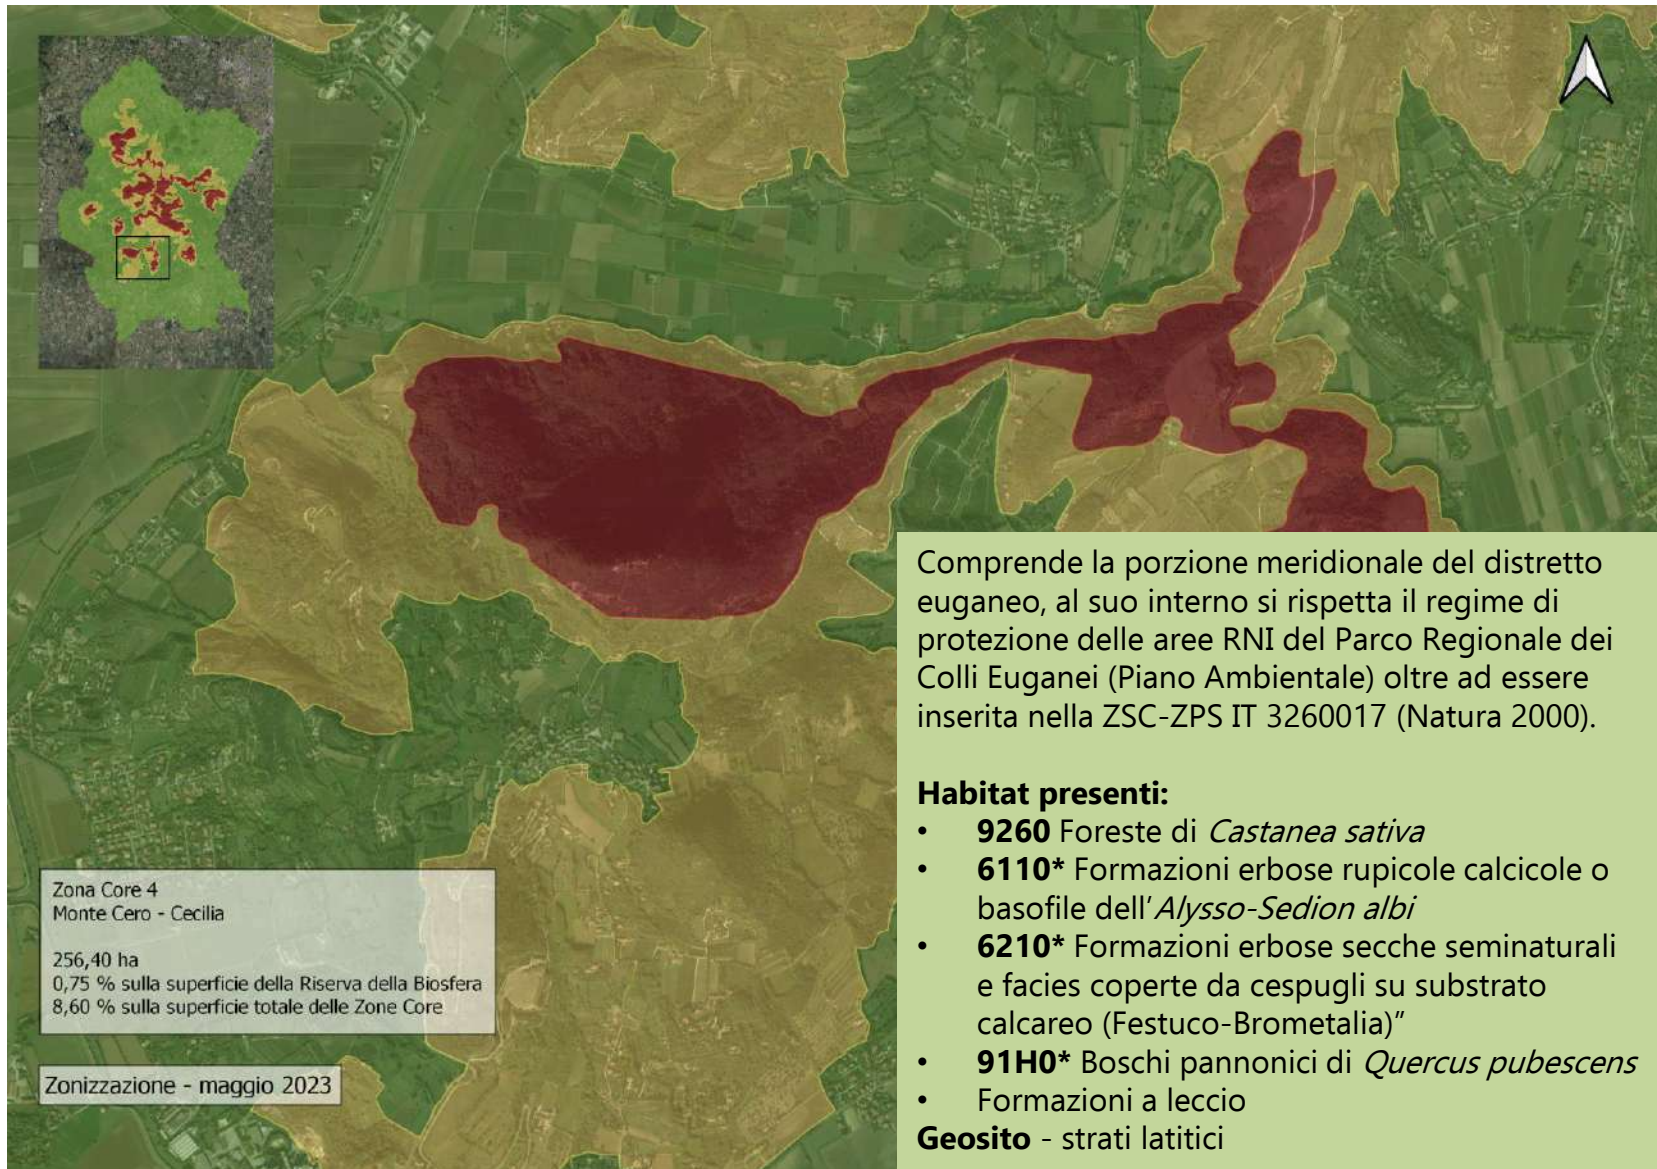 Comprende la porzione meridionale del distretto
euganeo, al suo interno si rispetta il regime di
protezione delle aree RNI del Parco Regionale dei
Colli Euganei (Piano Ambientale) oltre ad essere
inserita nella ZSC-ZPS IT 3260017 (Natura 2000).
Habitat presenti:
• 9260 Foreste di Castanea sativa
• 6110* Formazioni erbose rupicole calcicole o
basofile dell'Alysso-Sedion albi
• 6210* Formazioni erbose secche seminaturali
e facies coperte da cespugli su substrato
calcareo (Festuco-Brometalia)”
• 91H0* Boschi pannonici di Quercus pubescens
• Formazioni a leccio
Geosito - strati latitici
Zona Core 4
Monte Cero - Cecilia
256,40 ha
0,75 % sulla superficie della Riserva della Biosfera
8,60 % sulla superficie totale delle Zone Core
Zonizzazione - maggio 2023